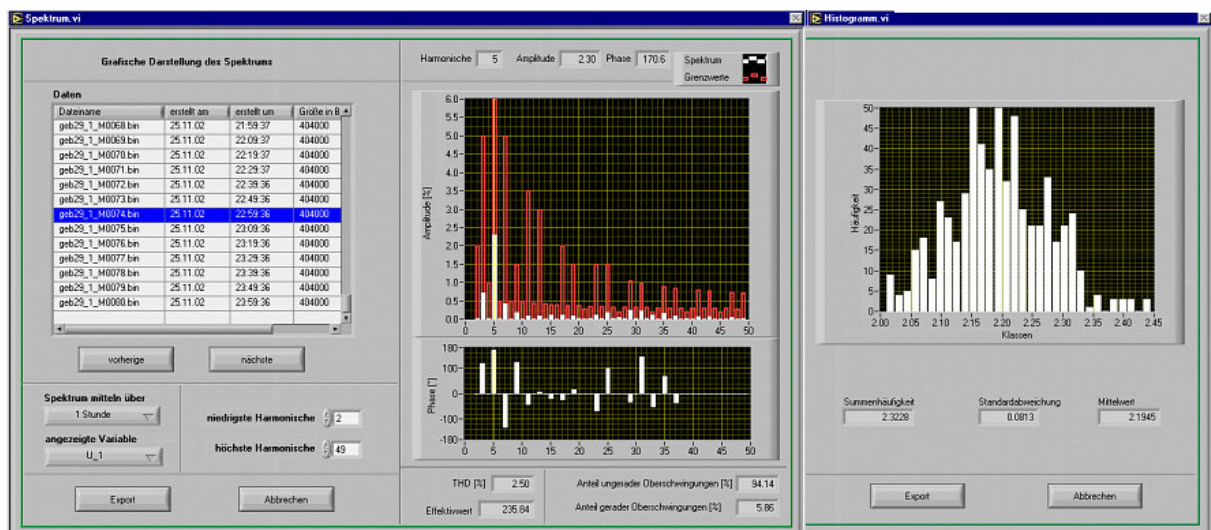 Spektrum.vi
Grafische Darstellung des Spektrums
Daten
Dateiname erstellt am erstellt um Größe in B
geb29_1_M0068.bin 25.11.02 21:59:37 404000
geb29_1_M0069.bin 25.11.02 22:09:37 404000
geb29_1_M0070.bin 25.11.02 22:19:37 404000
geb29_1_M0071.bin 25.11.02 22:29:37 404000
geb29_1_M0072.bin 25.11.02 22:39:36 404000
geb29_1_M0073.bin 25.11.02 22:49:36 404000
geb29_1_M0074.bin 25.11.02 22:59:36 404000
geb29_1_M0075.bin 25.11.02 23:09:36 404000
geb29_1_M0076.bin 25.11.02 23:19:36 404000
geb29_1_M0077.bin 25.11.02 23:29:36 404000
geb29_1_M0078.bin 25.11.02 23:39:36 404000
geb29_1_M0079.bin 25.11.02 23:49:36 404000
geb29_1_M0080.bin 25.11.02 23:59:36 404000
vorherige nächste
Spektrum mitteln über
1 Stunde
angezeigte Variable
U_1
niedrigste Harmonische 2
höchste Harmonische 49
Export Abbrechen
Harmonische 5 Amplitude 2.30 Phase 170.6
Spektrum
Grenzwerte
Amplitude [%]
6.0
5.5
5.0
4.5
4.0
3.5
3.0
2.5
2.0
1.5
1.0
0.5
0.0
0 5 10 15 20 25 30 35 40 45 50
Phase [°]
180
100
0
-100
-180
0 5 10 15 20 25 30 35 40 45 50
THD [%] 2.50
Effektivwert 235.84
Anteil ungerader Oberschwingungen [%] 94.14
Anteil gerader Oberschwingungen [%] 5.86
Histogramm.vi
Häufigkeit
50
45
40
35
30
25
20
15
10
5
0
2.00 2.05 2.10 2.15 2.20 2.25 2.30 2.35 2.40 2.45
Klassen
Summenhäufigkeit Standardabweichung Mittelwert
2.3228 0.0813 2.1945
Export Abbrechen